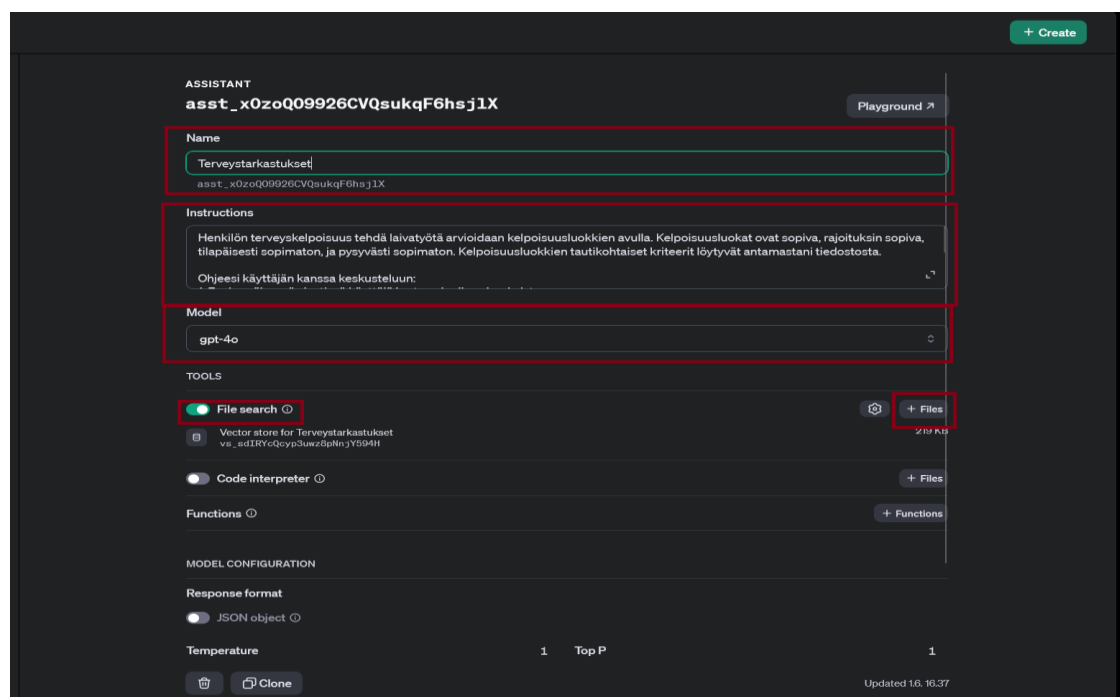 + Create
ASSISTANT
asst_x0zoQO9926CVQsukqF6hsjlX
Playground ↗
Name
Terveystarkastukset
asst_x0zoQO9926CVQsukqF6hsjlX
Instructions
Henkilön terveyskelpoisuus tehdä laivatyötä arvioidaan kelpoisuusluokkien avulla. Kelpoisuusluokat ovat sopiva, rajoituksin sopiva,
tilapäisesti sopimaton, ja pysyvästi sopimaton. Kelpoisuusluokkien tautikohtaiset kriteerit löytyvät antamastani tiedostosta.
Ohjeesi käyttäjän kanssa keskusteluun:
Model
gpt-4o
TOOLS
File search
+ Files
Vector store for Terveystarkastukset
219 KB
vs_sdIRYcQcyp3uwz8pNnjY594H
Code interpreter
+ Files
Functions
+ Functions
MODEL CONFIGURATION
Response format
JSON object
Temperature 1 Top P 1
Clone
Updated 1.6. 16.37